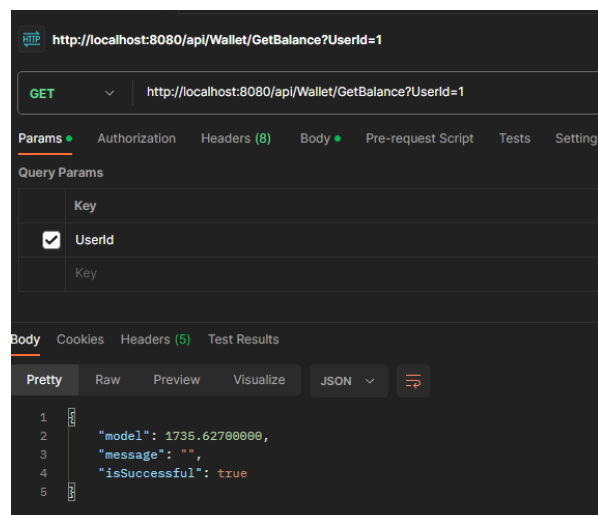 HTTP http://localhost:8080/api/Wallet/GetBalance?UserId=1
GET http://localhost:8080/api/Wallet/GetBalance?UserId=1
Params Authorization Headers (8) Body Pre-request Script Tests Setting
Query Params
Key
UserId
Key
Body Cookies Headers (5) Test Results
Pretty Raw Preview Visualize JSON
1 {
2 "model": 1735.62700000,
3 "message": "",
4 "isSuccessful": true
5 }